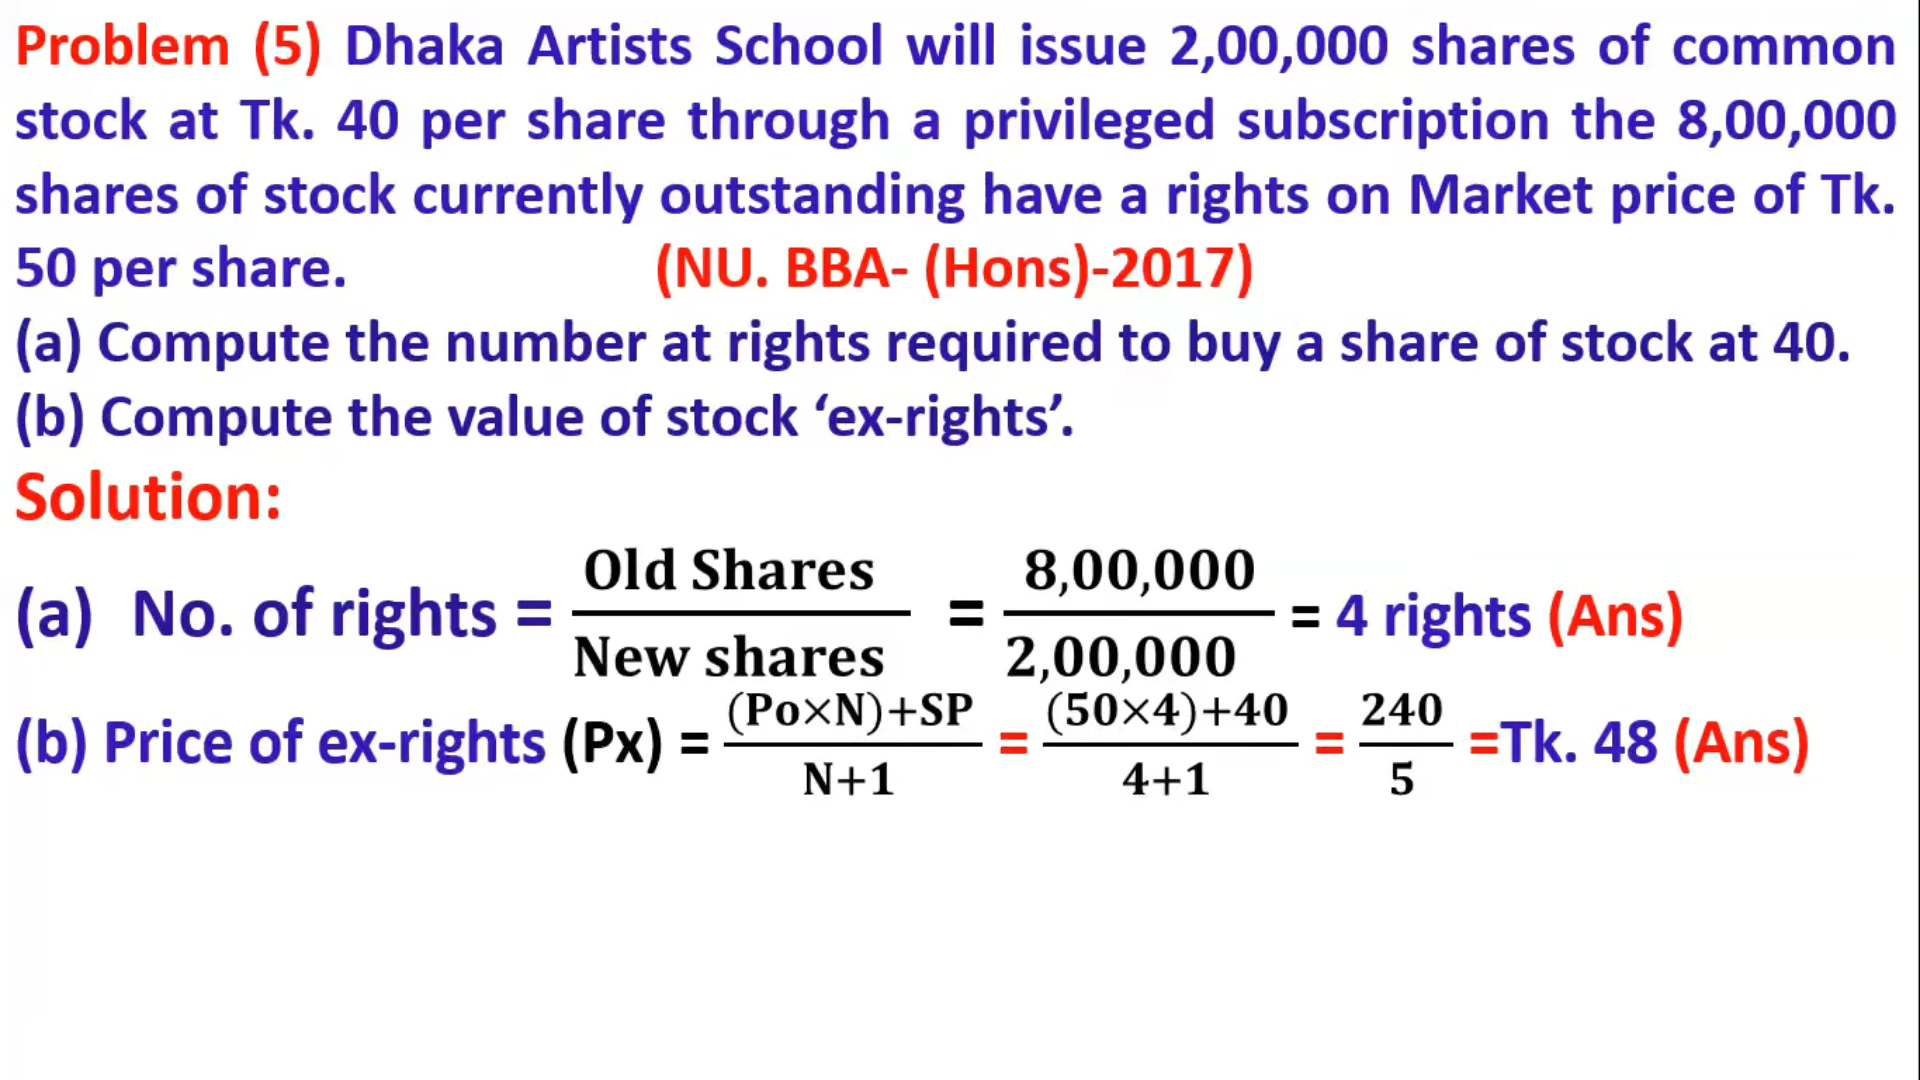 Problem (5) Dhaka Artists School will issue 2,00,000 shares of common
stock at Tk. 40 per share through a privileged subscription the 8,00,000
shares of stock currently outstanding have a rights on Market price of Tk.
50 per share. (NU. BBA- (Hons)-2017)
(a) Compute the number at rights required to buy a share of stock at 40.
(b) Compute the value of stock ‘ex-rights’.
Solution:
(a) No. of rights = Old Shares / New shares = 8,00,000 / 2,00,000 = 4 rights (Ans)
(b) Price of ex-rights (Px) = (Po×N)+SP / N+1 = (50×4)+40 / 4+1 = 240 / 5 =Tk. 48 (Ans)